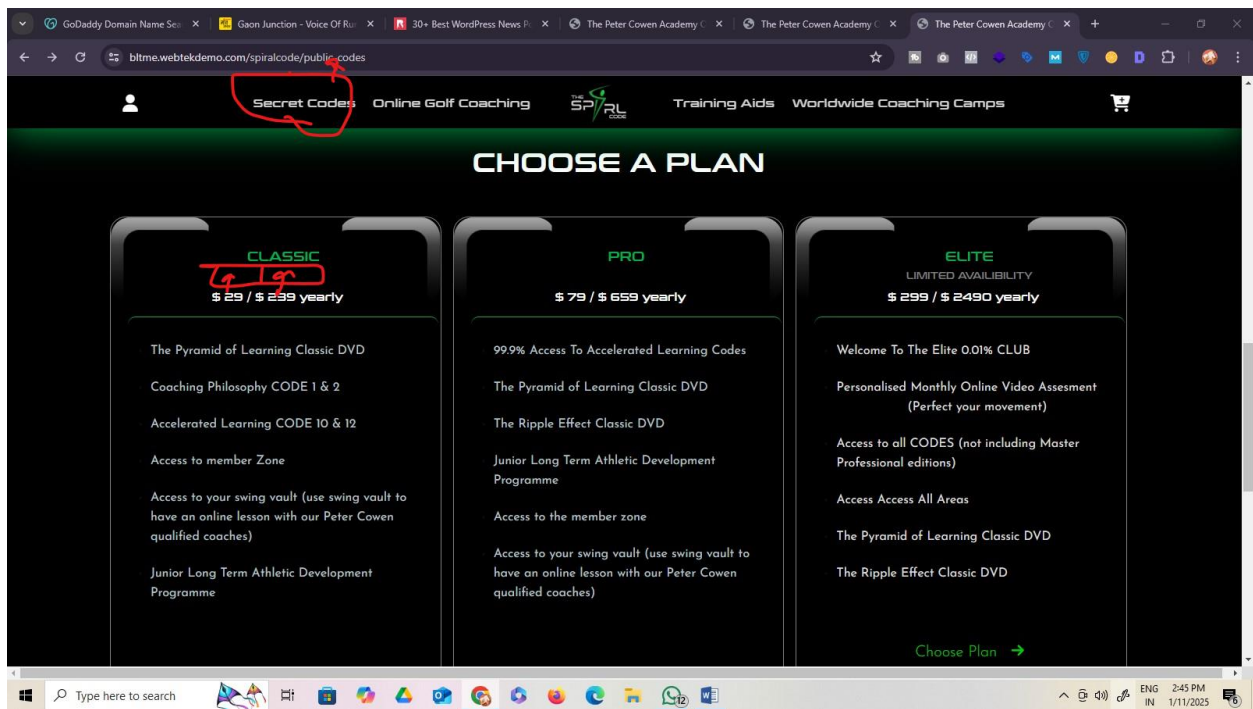 GoDaddy Domain Name Sea
Gaon Junction - Voice Of Ru
30+ Best WordPress News P
The Peter Cowen Academy C
The Peter Cowen Academy C
The Peter Cowen Academy C
bltme.webtekdemo.com/spiralcode/public-codes
Secret Codes Online Golf Coaching THE SPIRL CODE Training Aids Worldwide Coaching Camps
CHOOSE A PLAN
CLASSIC
$ 29 / $ 299 yearly
The Pyramid of Learning Classic DVD
Coaching Philosophy CODE 1 & 2
Accelerated Learning CODE 10 & 12
Access to member Zone
Access to your swing vault (use swing vault to
have an online lesson with our Peter Cowen
qualified coaches)
Junior Long Term Athletic Development
Programme
PRO
$ 79 / $ 659 yearly
99.9% Access To Accelerated Learning Codes
The Pyramid of Learning Classic DVD
The Ripple Effect Classic DVD
Junior Long Term Athletic Development
Programme
Access to the member zone
Access to your swing vault (use swing vault to
have an online lesson with our Peter Cowen
qualified coaches)
ELITE
LIMITED AVAILIBILITY
$ 299 / $ 2490 yearly
Welcome To The Elite 0.01% CLUB
Personalised Monthly Online Video Assesment
(Perfect your movement)
Access to all CODES (not including Master
Professional editions)
Access Access All Areas
The Pyramid of Learning Classic DVD
The Ripple Effect Classic DVD
Choose Plan
Type here to search
12
ENG
IN
2:45 PM
1/11/2025
6